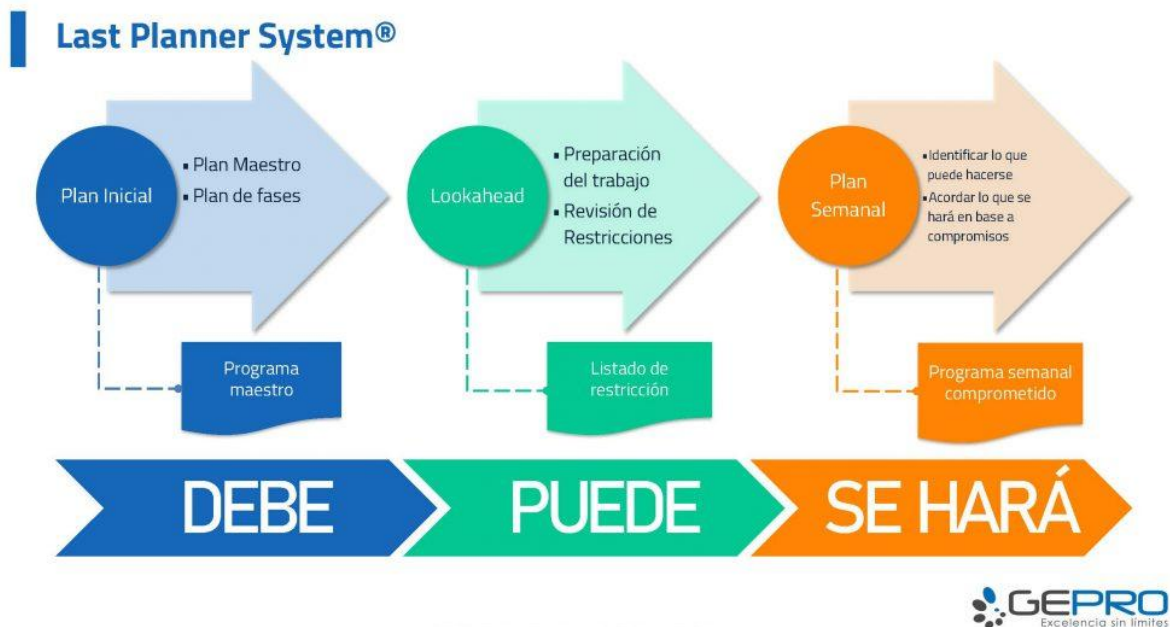 Last Planner System®
Plan Inicial
▪ Plan Maestro
▪ Plan de fases
Programa
maestro
Lookahead
▪ Preparación
del trabajo
▪ Revisión de
Restricciones
Listado de
restricción
Plan
Semanal
▪Identificar lo que
puede hacerse
▪Acordar lo que se
hará en base a
compromisos
Programa semanal
comprometido
DEBE
PUEDE
SE HARÁ
GEPRO
Excelencia sin límites